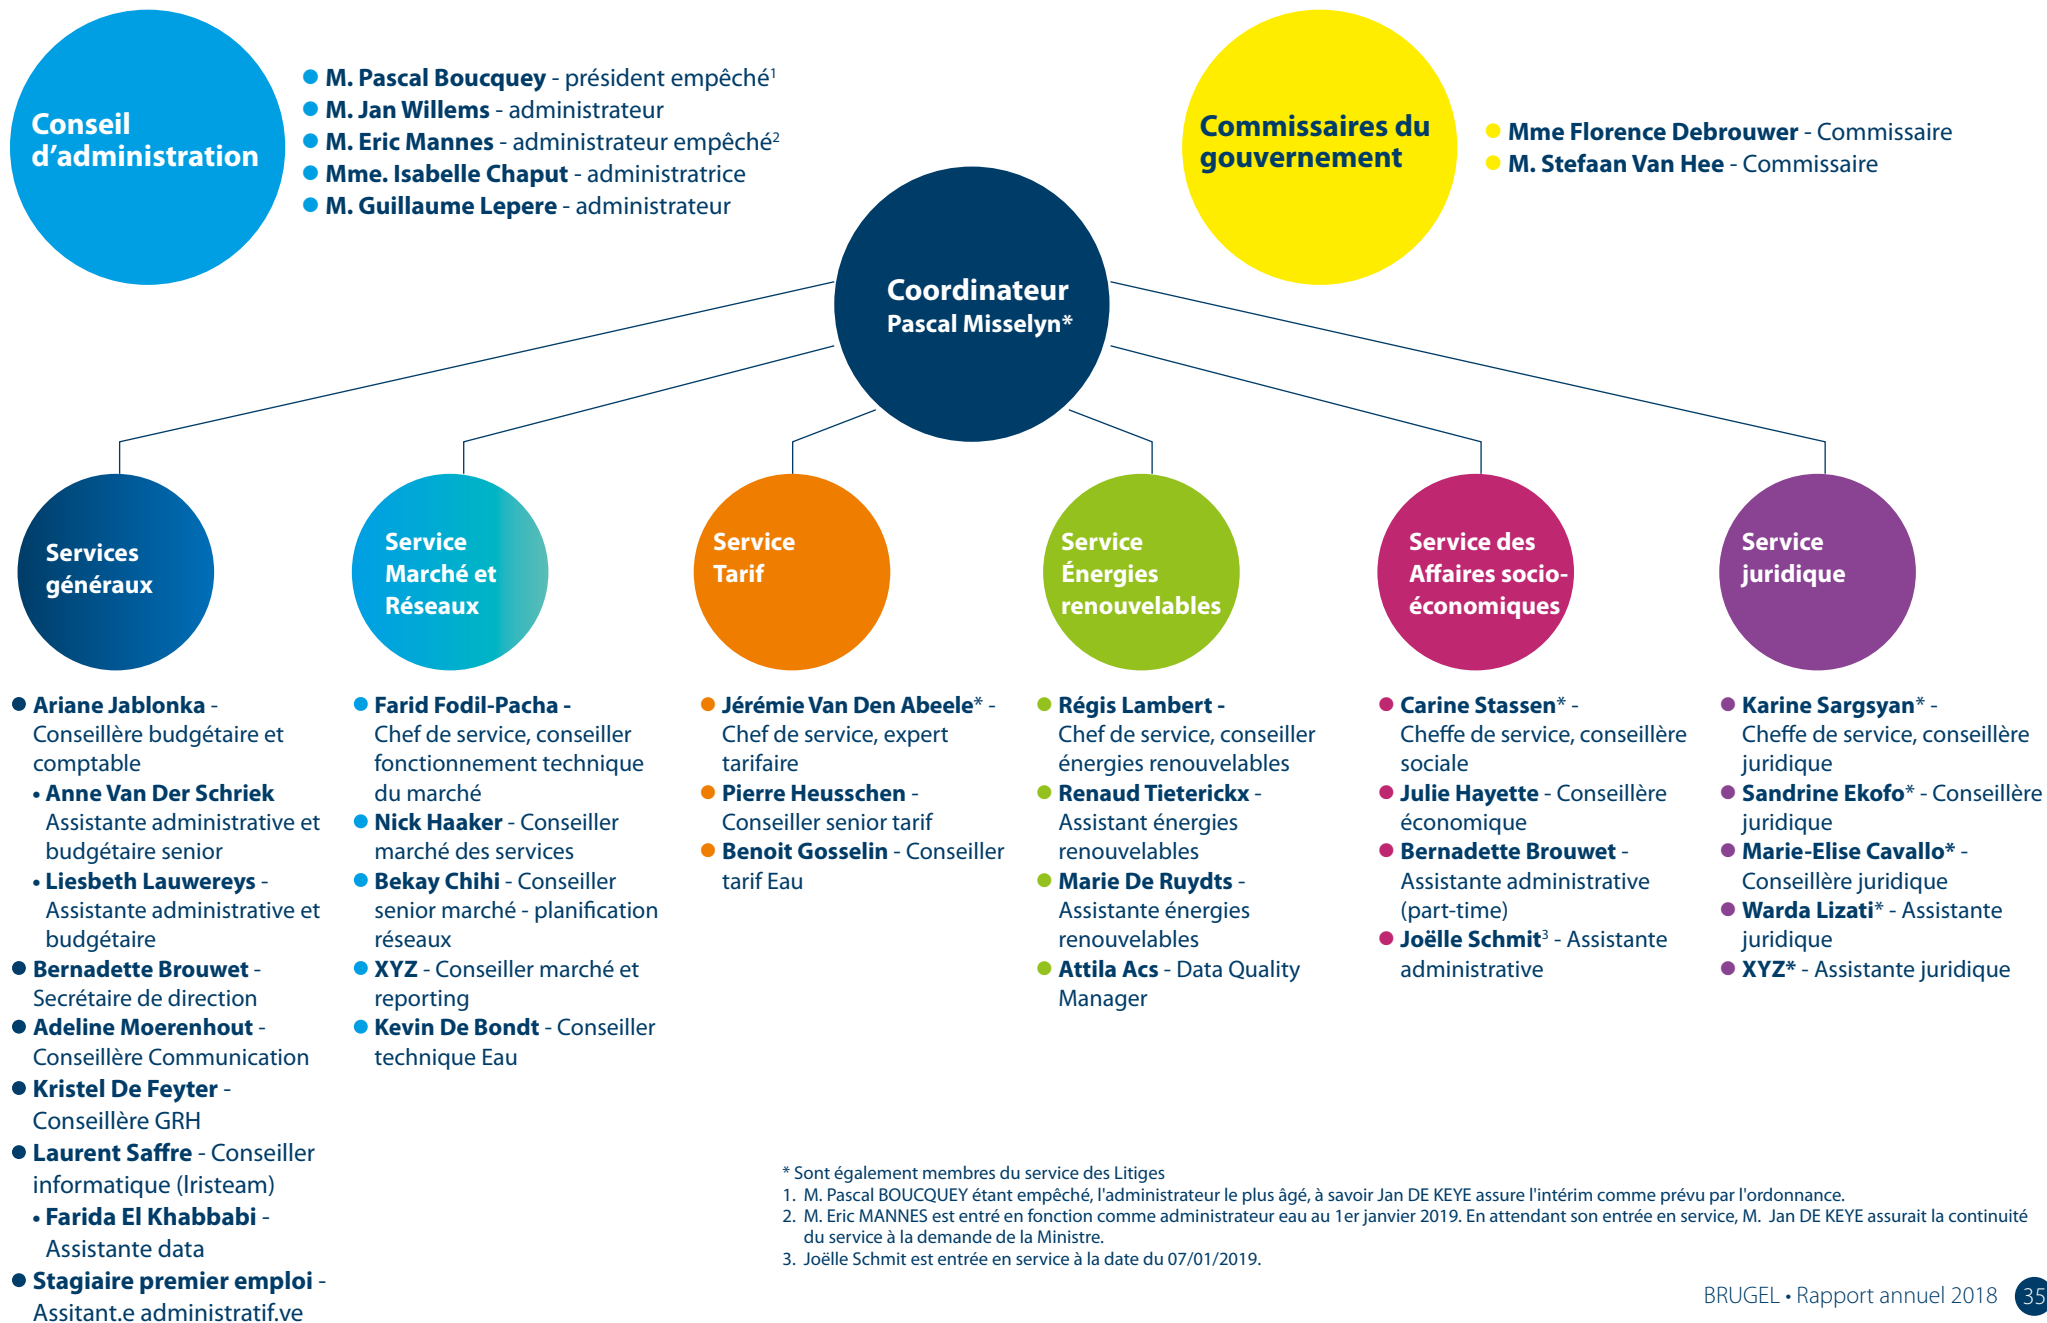 Conseil
d’administration
● M. Pascal Boucquey - président empêché1
● M. Jan Willems - administrateur
● M. Eric Mannes - administrateur empêché2
● Mme. Isabelle Chaput - administratrice
● M. Guillaume Lepere - administrateur
Commissaires du
gouvernement
● Mme Florence Debrouwer - Commissaire
● M. Stefaan Van Hee - Commissaire
Coordinateur
Pascal Misselyn*
Services
généraux
● Ariane Jablonka -
Conseillère budgétaire et
comptable
• Anne Van Der Schriek
Assistante administrative et
budgétaire senior
• Liesbeth Lauwereys -
Assistante administrative et
budgétaire
● Bernadette Brouwet -
Secrétaire de direction
● Adeline Moerenhout -
Conseillère Communication
● Kristel De Feyter -
Conseillère GRH
● Laurent Saffre - Conseiller
informatique (Iristeam)
• Farida El Khabbabi -
Assistante data
● Stagiaire premier emploi -
Assitant.e administratif.ve
Service
Marché et
Réseaux
● Farid Fodil-Pacha -
Chef de service, conseiller
fonctionnement technique
du marché
● Nick Haaker - Conseiller
marché des services
● Bekay Chihi - Conseiller
senior marché - planification
réseaux
● XYZ - Conseiller marché et
reporting
● Kevin De Bondt - Conseiller
technique Eau
Service
Tarif
● Jérémie Van Den Abeele* -
Chef de service, expert
tarifaire
● Pierre Heusschen -
Conseiller senior tarif
● Benoit Gosselin - Conseiller
tarif Eau
Service
Énergies
renouvelables
● Régis Lambert -
Chef de service, conseiller
énergies renouvelables
● Renaud Tieterickx -
Assistant énergies
renouvelables
● Marie De Ruydts -
Assistante énergies
renouvelables
● Attila Acs - Data Quality
Manager
Service des
Affaires socio-
économiques
● Carine Stassen* -
Cheffe de service, conseillère
sociale
● Julie Hayette - Conseillère
économique
● Bernadette Brouwet -
Assistante administrative
(part-time)
● Joëlle Schmit3 - Assistante
administrative
Service
juridique
● Karine Sargsyan* -
Cheffe de service, conseillère
juridique
● Sandrine Ekofo* - Conseillère
juridique
● Marie-Elise Cavallo* -
Conseillère juridique
● Warda Lizati* - Assistante
juridique
● XYZ* - Assistante juridique
* Sont également membres du service des Litiges
1. M. Pascal BOUCQUEY étant empêché, l'administrateur le plus âgé, à savoir Jan DE KEYE assure l'intérim comme prévu par l'ordonnance.
2. M. Eric MANNES est entré en fonction comme administrateur eau au 1er janvier 2019. En attendant son entrée en service, M. Jan DE KEYE assurait la continuité
du service à la demande de la Ministre.
3. Joëlle Schmit est entrée en service à la date du 07/01/2019.
BRUGEL • Rapport annuel 2018 35